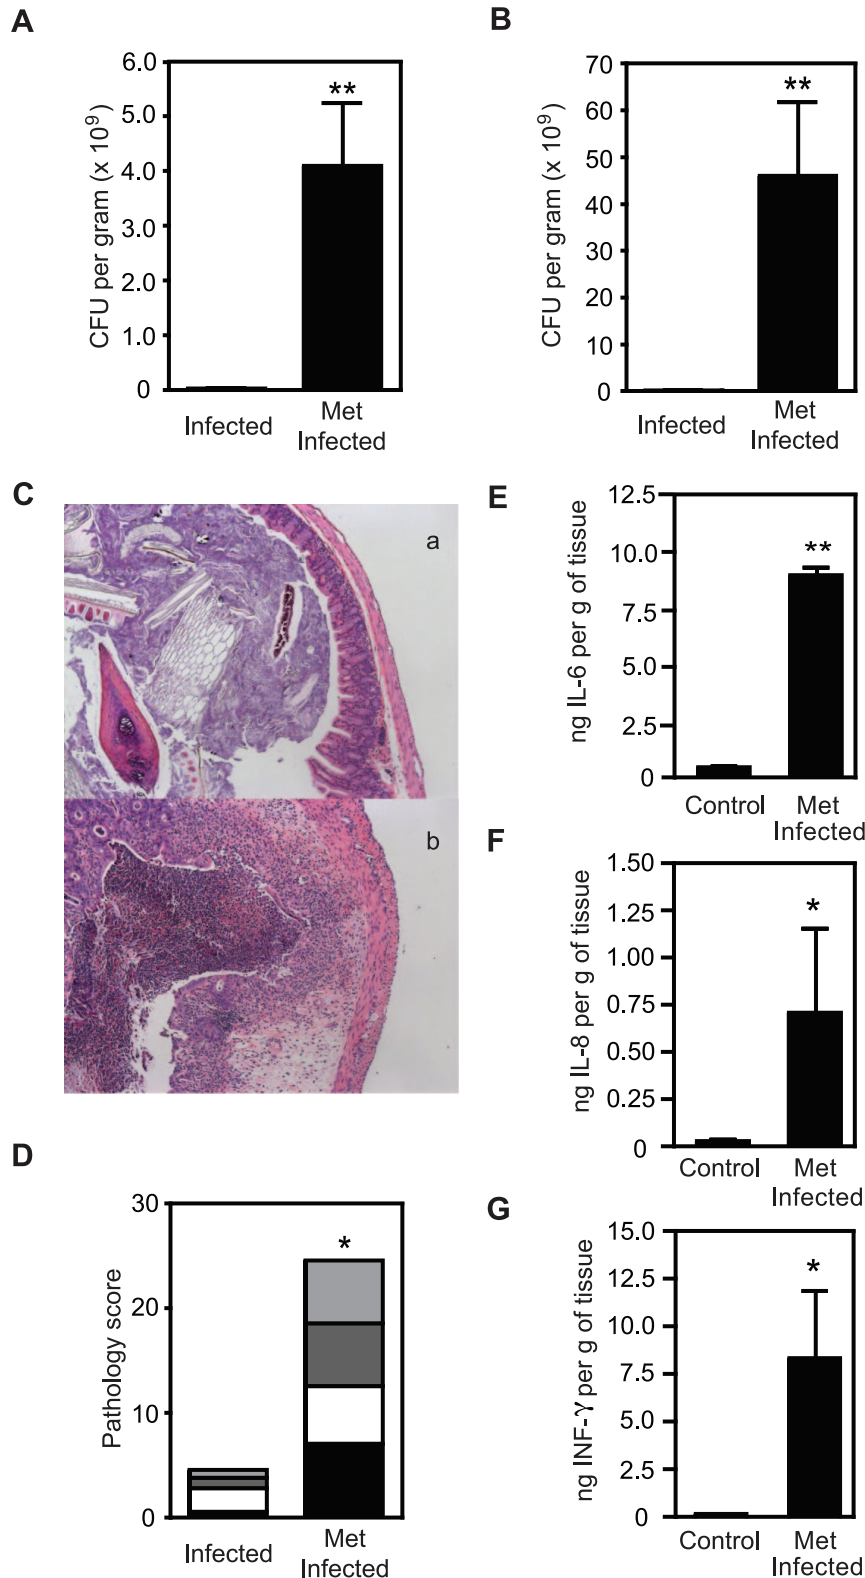 A
CFU per gram (x 10⁹)
6.0
5.0
4.0
3.0
2.0
1.0
0
**
Infected
Met
Infected
B
CFU per gram (x 10⁹)
70
60
50
40
30
20
10
0
**
Infected
Met
Infected
C
a
b
D
Pathology score
30
20
10
0
*
Infected
Met
Infected
E
ng IL-6 per g of tissue
12.5
10.0
7.5
5.0
2.5
0
**
Control
Met
Infected
F
ng IL-8 per g of tissue
1.50
1.25
1.00
0.75
0.50
0.25
0
*
Control
Met
Infected
G
ng INF-γ per g of tissue
15.0
12.5
10.0
7.5
5.0
2.5
0
*
Control
Met
Infected